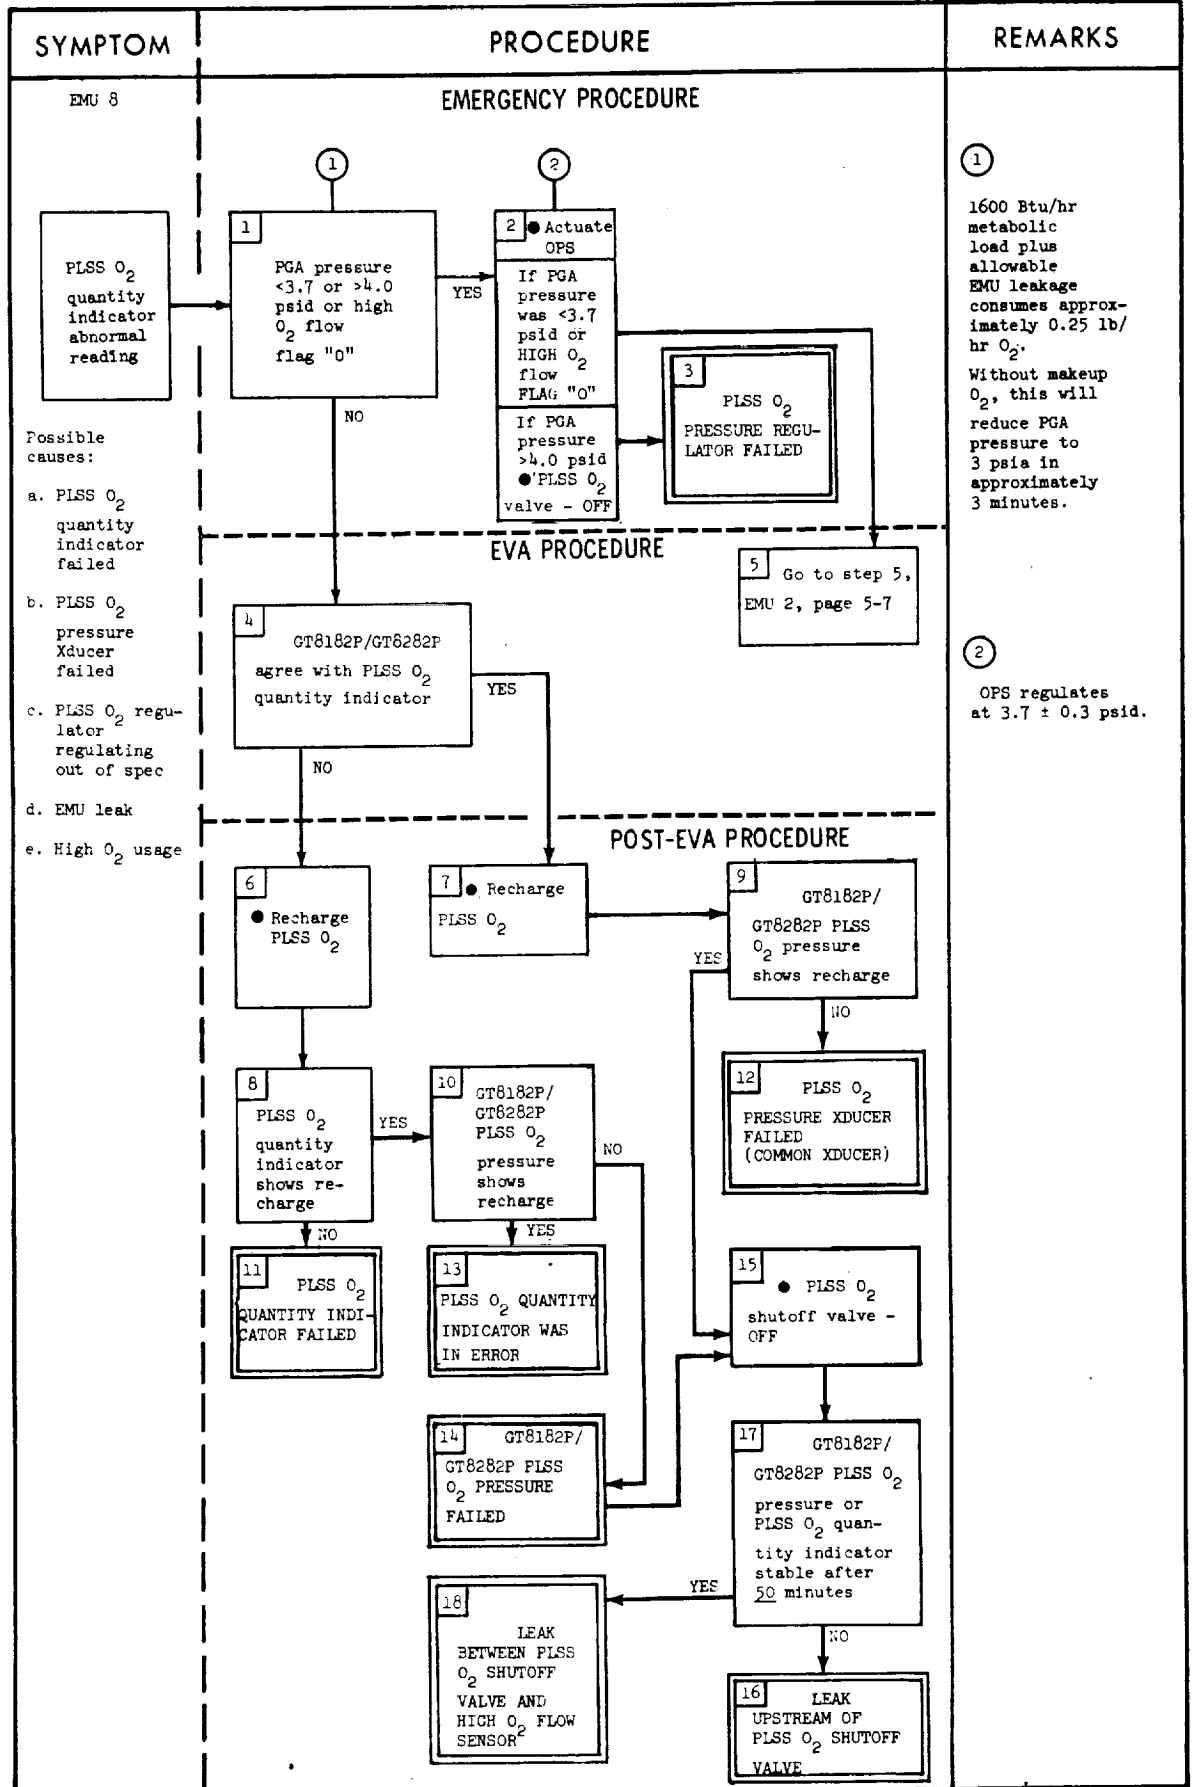 SYMPTOM
PROCEDURE
REMARKS
EMU 8
EMERGENCY PROCEDURE
1
2
PLSS O2
quantity
indicator
abnormal
reading
Possible
causes:
a. PLSS O2
quantity
indicator
failed
b. PLSS O2
pressure
Xducer
failed
c. PLSS O2 regu-
lator
regulating
out of spec
d. EMU leak
e. High O2 usage
1
PGA pressure
<3.7 or >4.0
psid or high
O2 flow
flag "O"
YES
NO
2 ● Actuate
OPS
If PGA
pressure
was <3.7
psid or
HIGH O2
flow
FLAG "O"
If PGA
pressure
>4.0 psid
● PLSS O2
valve - OFF
3
PLSS O2
PRESSURE REGU-
LATOR FAILED
EVA PROCEDURE
4
GT8182P/GT8282P
agree with PLSS O2
quantity indicator
YES
NO
5 Go to step 5,
EMU 2, page 5-7
POST-EVA PROCEDURE
6
● Recharge
PLSS O2
7 ● Recharge
PLSS O2
9
GT8182P/
GT8282P PLSS
O2 pressure
shows recharge
YES
NO
8
PLSS O2
quantity
indicator
shows re-
charge
YES
NO
10
GT8182P/
GT8282P
PLSS O2
pressure
shows
recharge
NO
YES
12
PLSS O2
PRESSURE XDUCER
FAILED
(COMMON XDUCER)
11
PLSS O2
QUANTITY INDI-
CATOR FAILED
13
PLSS O2 QUANTITY
INDICATOR WAS
IN ERROR
15
● PLSS O2
shutoff valve -
OFF
14 GT8182P/
GT8282P PLSS
O2 PRESSURE
FAILED
17
GT8182P/
GT8282P PLSS O2
pressure or
PLSS O2 quan-
tity indicator
stable after
50 minutes
YES
NO
18
LEAK
BETWEEN PLSS
O2 SHUTOFF
VALVE AND
HIGH O2 FLOW
SENSOR
16 LEAK
UPSTREAM OF
PLSS O2 SHUTOFF
VALVE
1
1600 Btu/hr
metabolic
load plus
allowable
EMU leakage
consumes approx-
imately 0.25 lb/
hr O2.
Without makeup
O2, this will
reduce PGA
pressure to
3 psia in
approximately
3 minutes.
2
OPS regulates
at 3.7 ± 0.3 psid.